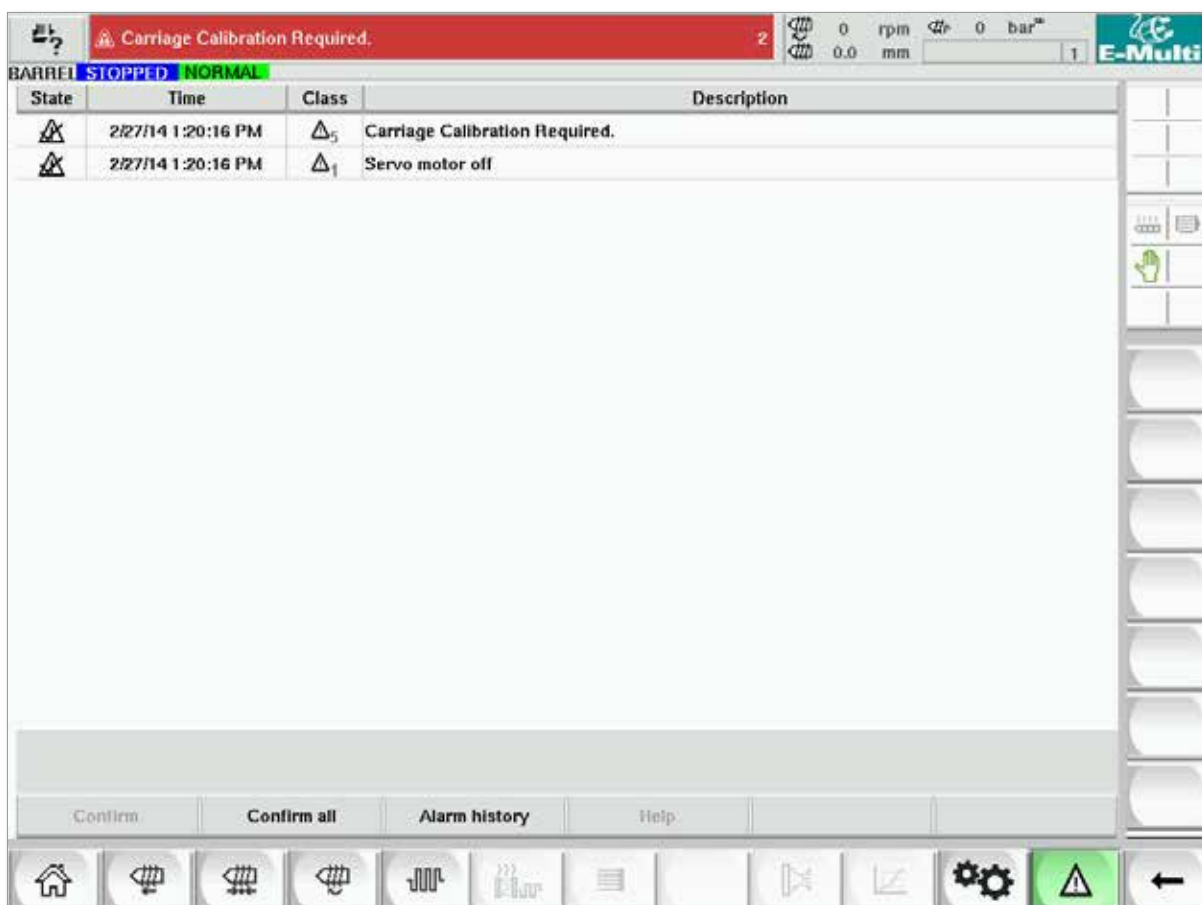 Carriage Calibration Required. 2
0 rpm 0 bar
0.0 mm 1
E-Multi
BARREL STOPPED NORMAL
State Time Class Description
2/27/14 1:20:16 PM 5 Carriage Calibration Required.
2/27/14 1:20:16 PM 1 Servo motor off
Confirm Confirm all Alarm history Help